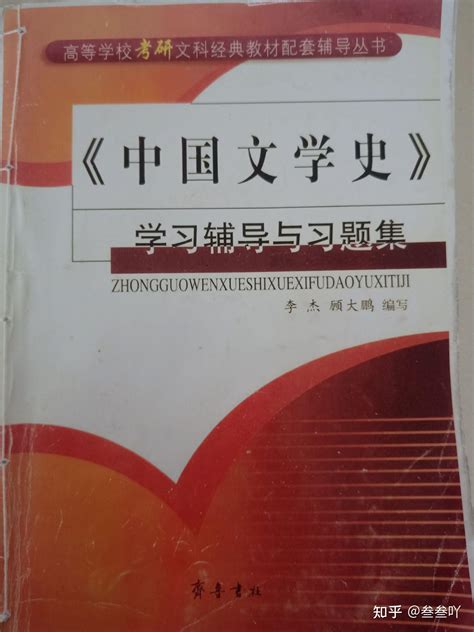 高等学校考研文科经典教材配套辅导丛书
《中国文学史》
学习辅导与习题集
ZHONGGUOWENXUESHIXUEXIFUDAOYUXITIJI
李杰 顾大鹏 编写
齐鲁书社
知乎 @叁叁吖